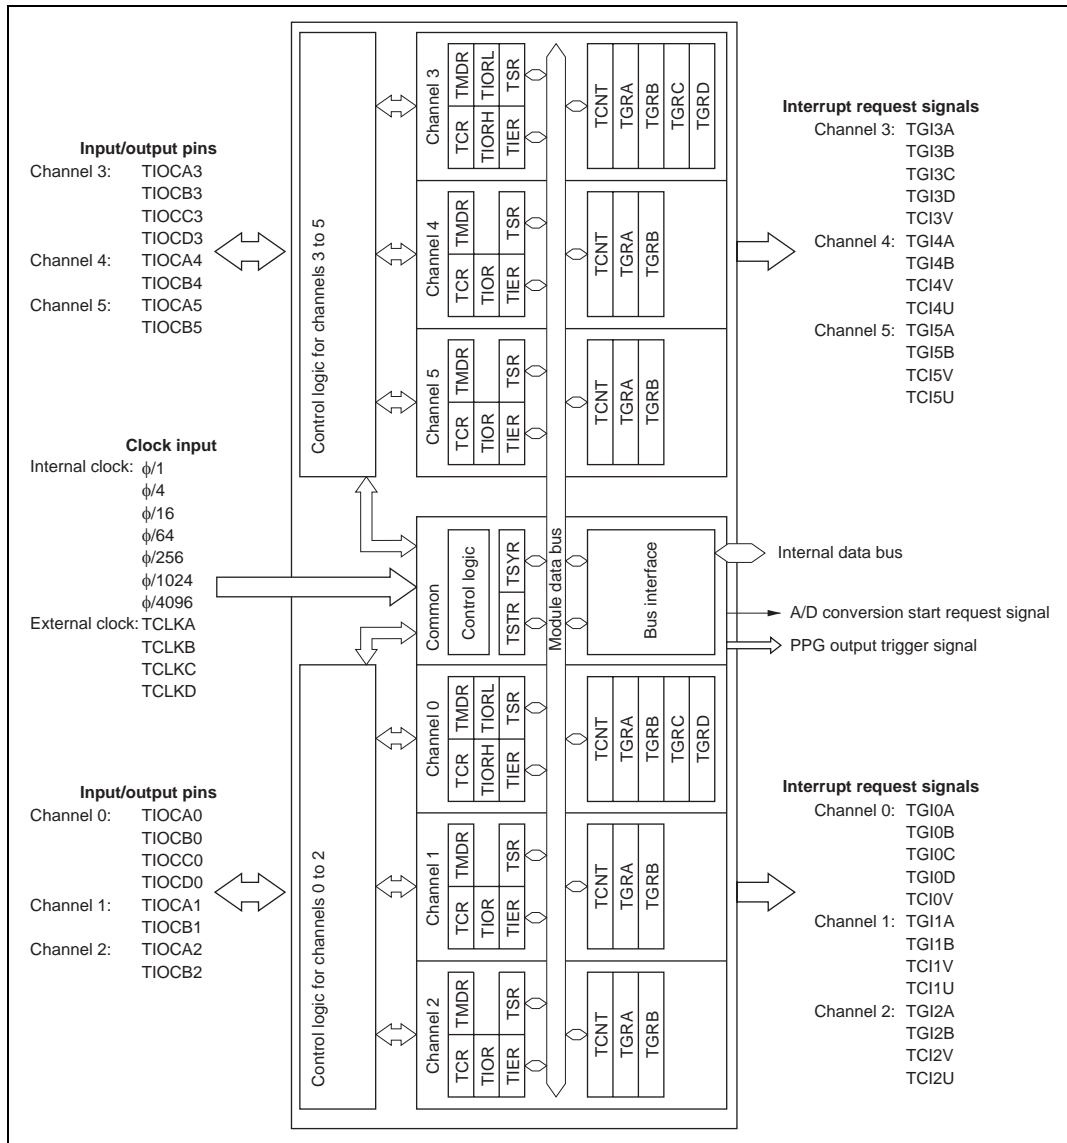 Input/output pins
Channel 3: TIOCA3
TIOCB3
TIOCC3
TIOCD3
Channel 4: TIOCA4
TIOCB4
Channel 5: TIOCA5
TIOCB5
Clock input
Internal clock: ϕ/1
ϕ/4
ϕ/16
ϕ/64
ϕ/256
ϕ/1024
ϕ/4096
External clock: TCLKA
TCLKB
TCLKC
TCLKD
Input/output pins
Channel 0: TIOCA0
TIOCB0
TIOCC0
TIOCD0
Channel 1: TIOCA1
TIOCB1
Channel 2: TIOCA2
TIOCB2
Control logic for channels 3 to 5
Control logic for channels 0 to 2
Channel 3
TMDR TIORL TSR
TCR TIORH TIER
TCNT TGRA TGRB TGRC TGRD
Channel 4
TMDR TSR
TCR TIOR TIER
TCNT TGRA TGRB
Channel 5
TMDR TSR
TCR TIOR TIER
TCNT TGRA TGRB
Common
Control logic
TSTR TSYR
Module data bus
Bus interface
Channel 0
TMDR TIORL TSR
TCR TIORH TIER
TCNT TGRA TGRB TGRC TGRD
Channel 1
TMDR TSR
TCR TIOR TIER
TCNT TGRA TGRB
Channel 2
TMDR TSR
TCR TIOR TIER
TCNT TGRA TGRB
Interrupt request signals
Channel 3: TGI3A
TGI3B
TGI3C
TGI3D
TCI3V
Channel 4: TGI4A
TGI4B
TCI4V
TCI4U
Channel 5: TGI5A
TGI5B
TCI5V
TCI5U
Internal data bus
A/D conversion start request signal
PPG output trigger signal
Interrupt request signals
Channel 0: TGI0A
TGI0B
TGI0C
TGI0D
TCI0V
Channel 1: TGI1A
TGI1B
TCI1V
TCI1U
Channel 2: TGI2A
TGI2B
TCI2V
TCI2U